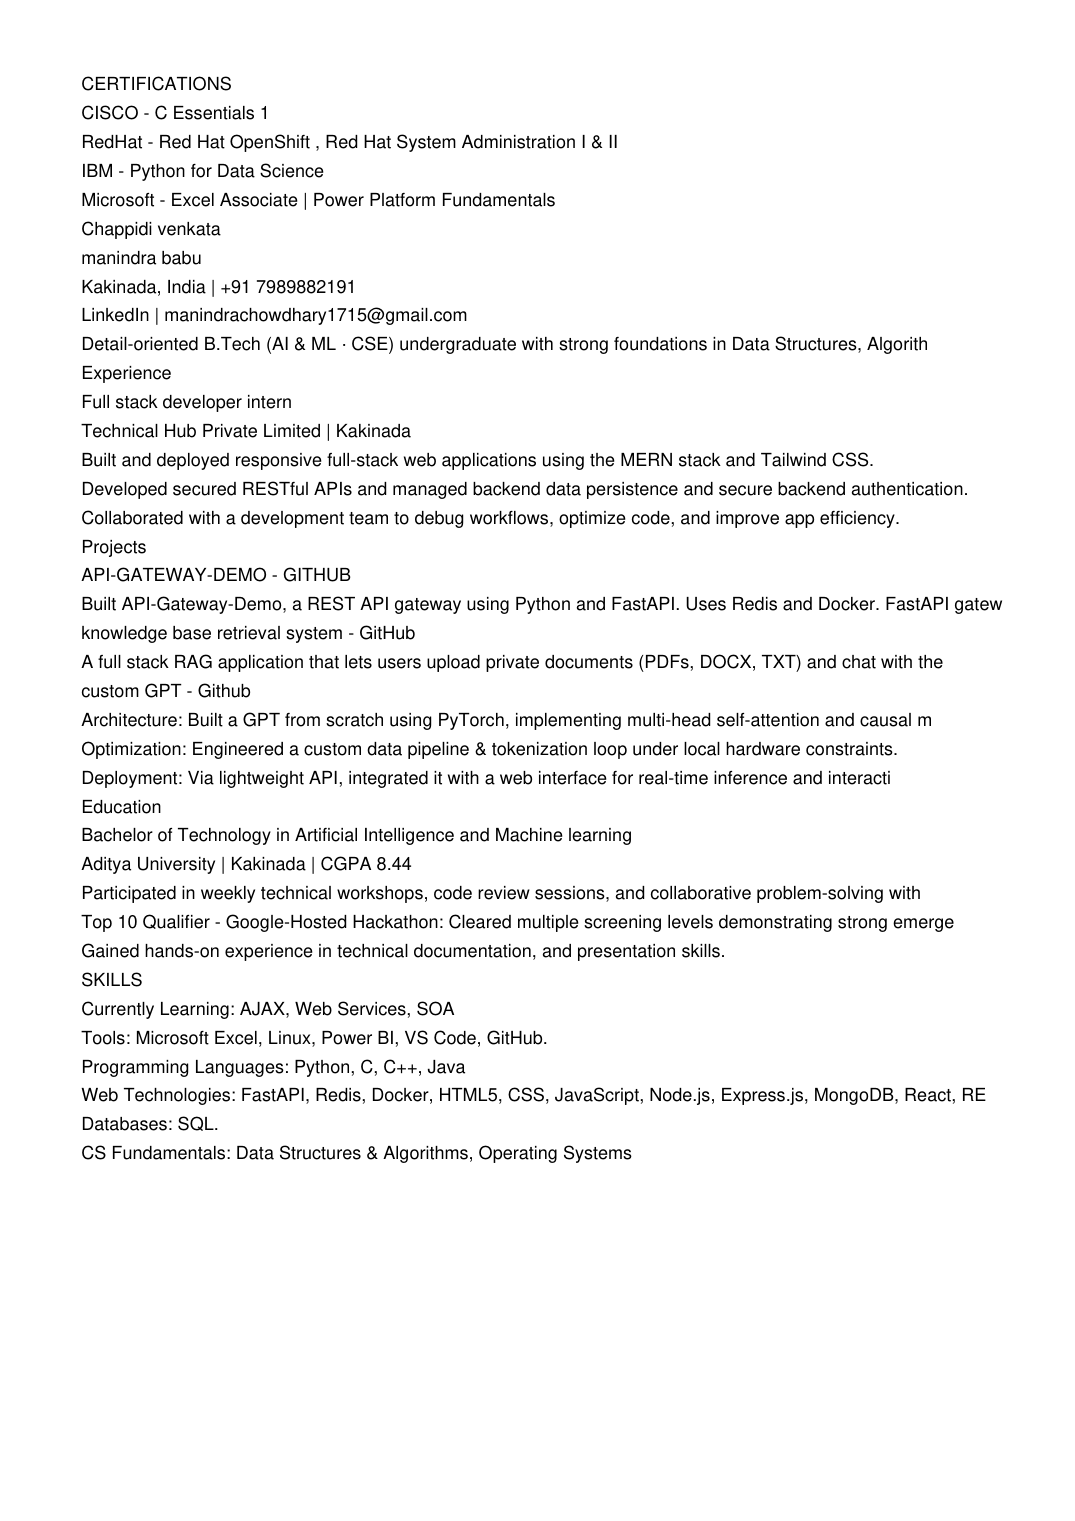 CERTIFICATIONS
CISCO - C Essentials 1
RedHat - Red Hat OpenShift , Red Hat System Administration I & II
IBM - Python for Data Science
Microsoft - Excel Associate | Power Platform Fundamentals
Chappidi venkata
manindra babu
Kakinada, India | +91 7989882191
LinkedIn | manindrachowdhary1715@gmail.com
Detail-oriented B.Tech (AI & ML · CSE) undergraduate with strong foundations in Data Structures, Algorith
Experience
Full stack developer intern
Technical Hub Private Limited | Kakinada
Built and deployed responsive full-stack web applications using the MERN stack and Tailwind CSS.
Developed secured RESTful APIs and managed backend data persistence and secure backend authentication.
Collaborated with a development team to debug workflows, optimize code, and improve app efficiency.
Projects
API-GATEWAY-DEMO - GITHUB
Built API-Gateway-Demo, a REST API gateway using Python and FastAPI. Uses Redis and Docker. FastAPI gatew
knowledge base retrieval system - GitHub
A full stack RAG application that lets users upload private documents (PDFs, DOCX, TXT) and chat with the
custom GPT - Github
Architecture: Built a GPT from scratch using PyTorch, implementing multi-head self-attention and causal m
Optimization: Engineered a custom data pipeline & tokenization loop under local hardware constraints.
Deployment: Via lightweight API, integrated it with a web interface for real-time inference and interacti
Education
Bachelor of Technology in Artificial Intelligence and Machine learning
Aditya University | Kakinada | CGPA 8.44
Participated in weekly technical workshops, code review sessions, and collaborative problem-solving with
Top 10 Qualifier - Google-Hosted Hackathon: Cleared multiple screening levels demonstrating strong emerge
Gained hands-on experience in technical documentation, and presentation skills.
SKILLS
Currently Learning: AJAX, Web Services, SOA
Tools: Microsoft Excel, Linux, Power BI, VS Code, GitHub.
Programming Languages: Python, C, C++, Java
Web Technologies: FastAPI, Redis, Docker, HTML5, CSS, JavaScript, Node.js, Express.js, MongoDB, React, RE
Databases: SQL.
CS Fundamentals: Data Structures & Algorithms, Operating Systems